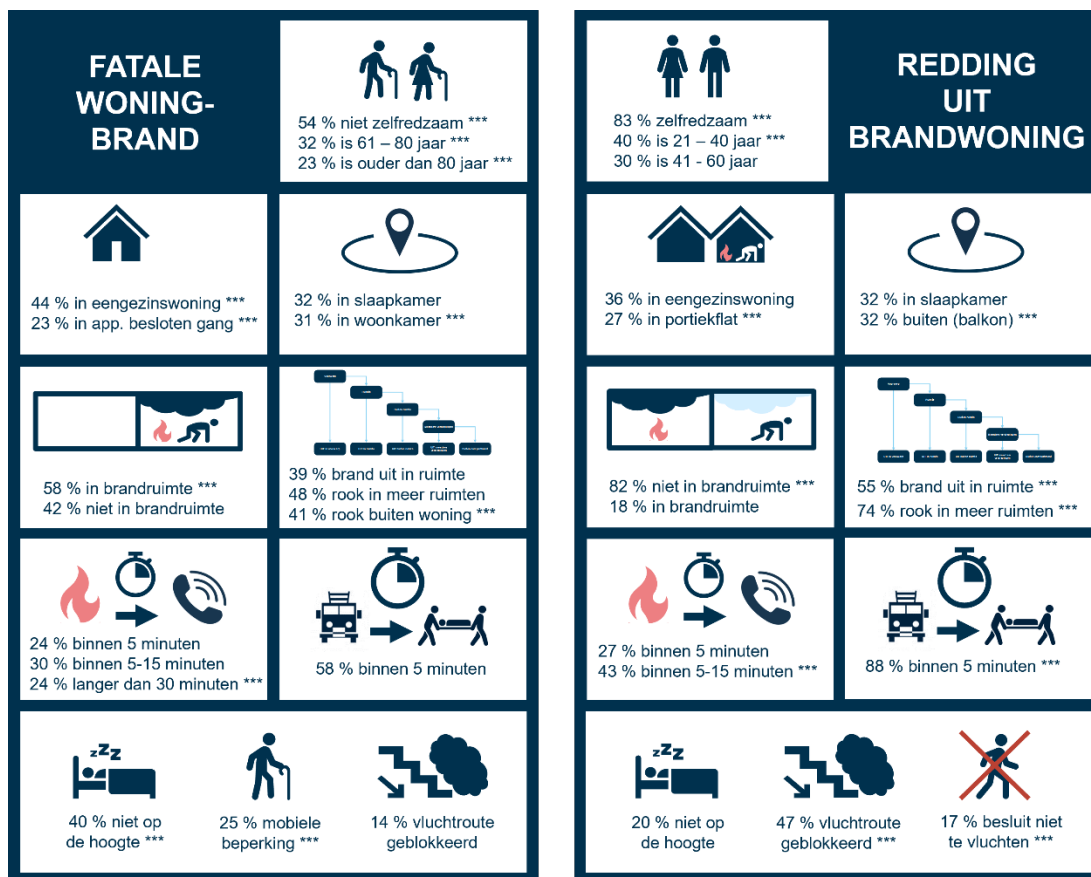 FATALE
WONING-
BRAND
54 % niet zelfredzaam ***
32 % is 61 – 80 jaar ***
23 % is ouder dan 80 jaar ***
44 % in eengezinswoning ***
23 % in app. besloten gang ***
32 % in slaapkamer
31 % in woonkamer ***
58 % in brandruimte ***
42 % niet in brandruimte
39 % brand uit in ruimte
48 % rook in meer ruimten
41 % rook buiten woning ***
24 % binnen 5 minuten
30 % binnen 5-15 minuten
24 % langer dan 30 minuten ***
58 % binnen 5 minuten
zzZZ
40 % niet op
de hoogte ***
25 % mobiele
beperking ***
14 % vluchtroute
geblokkeerd
83 % zelfredzaam ***
40 % is 21 – 40 jaar ***
30 % is 41 - 60 jaar
REDDING
UIT
BRANDWONING
36 % in eengezinswoning
27 % in portiekflat ***
32 % in slaapkamer
32 % buiten (balkon) ***
82 % niet in brandruimte ***
18 % in brandruimte
55 % brand uit in ruimte ***
74 % rook in meer ruimten ***
27 % binnen 5 minuten
43 % binnen 5-15 minuten ***
88 % binnen 5 minuten ***
zzZZ
20 % niet op
de hoogte
47 % vluchtroute
geblokkeerd ***
17 % besluit niet
te vluchten ***